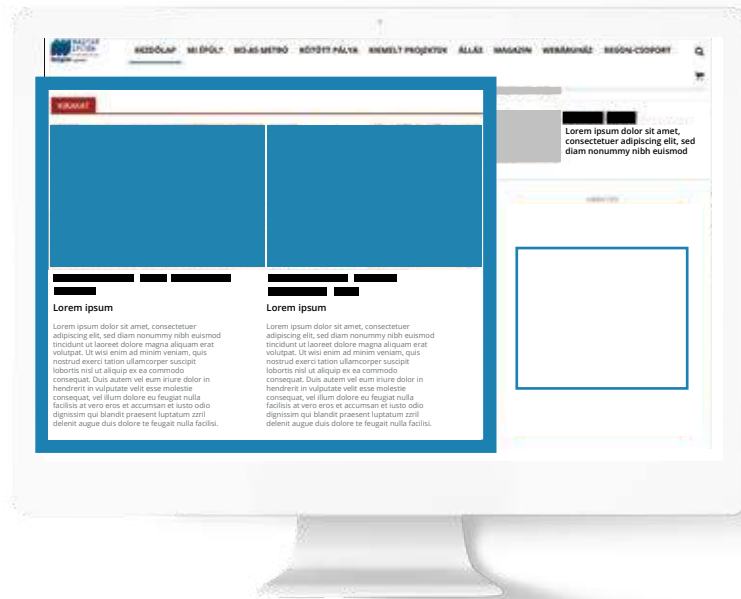 MAGYAR
ÉPÍTŐK
KEZDŐLAP MI ÉPÜL? M3-AS METRÓ KÖTÖTT PÁLYA KIEMELT PROJEKTEK ÁLLÁS MAGAZIN WEBÁRUHÁZ REGON-CSOPORT
KIRAKAT
Lorem ipsum dolor sit amet,
consectetuer adipiscing elit, sed
diam nonummy nibh euismod
HIRDETÉS
Lorem ipsum
Lorem ipsum dolor sit amet, consectetuer
adipiscing elit, sed diam nonummy nibh euismod
tincidunt ut laoreet dolore magna aliquam erat
volutpat. Ut wisi enim ad minim veniam, quis
nostrud exerci tation ullamcorper suscipit
lobortis nisl ut aliquip ex ea commodo
consequat. Duis autem vel eum iriure dolor in
hendrerit in vulputate velit esse molestie
consequat, vel illum dolore eu feugiat nulla
facilisis at vero eros et accumsan et iusto odio
dignissim qui blandit praesent luptatum zzril
delenit augue duis dolore te feugait nulla facilisi.
Lorem ipsum
Lorem ipsum dolor sit amet, consectetuer
adipiscing elit, sed diam nonummy nibh euismod
tincidunt ut laoreet dolore magna aliquam erat
volutpat. Ut wisi enim ad minim veniam, quis
nostrud exerci tation ullamcorper suscipit
lobortis nisl ut aliquip ex ea commodo
consequat. Duis autem vel eum iriure dolor in
hendrerit in vulputate velit esse molestie
consequat, vel illum dolore eu feugiat nulla
facilisis at vero eros et accumsan et iusto odio
dignissim qui blandit praesent luptatum zzril
delenit augue duis dolore te feugait nulla facilisi.